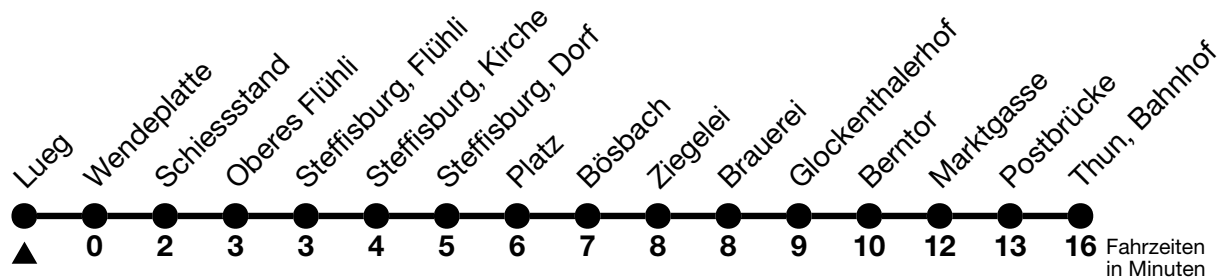 Lueg
Wendeplatte
Schiessstand
Oberes Flühli
Steffisburg, Flühli
Steffisburg, Kirche
Steffisburg, Dorf
Platz
Bösbach
Ziegelei
Brauerei
Glockenthalerhof
Berntor
Marktgasse
Postbrücke
Thun, Bahnhof
0 2 3 3 4 5 6 7 8 8 9 10 12 13 16
Fahrzeiten
in Minuten